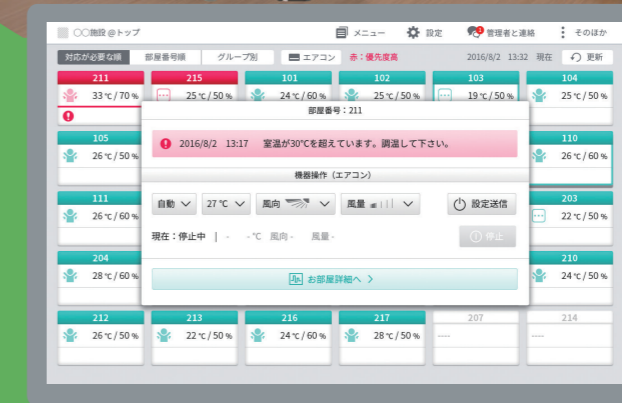 ○○施設@トップ メニュー 設定 管理者と連絡 そのほか
対応が必要な順 部屋番号順 グループ別 エアコン 赤：優先度高 2016/8/2 13:32 現在 更新
211 215 101 102 103 104
33℃/70% 25℃/50% 24℃/60% 25℃/50% 19℃/50% 25℃/50%
部屋番号：211
2016/8/2 13:17 室温が30℃を超えています。調温して下さい。
105 110
26℃/50% 26℃/60%
機器操作（エアコン）
111 203
26℃/60% 自動 27℃ 風向 風量 設定送信 22℃/50%
現在：停止中 | - -℃ 風向- 風量- 停止
204 210
28℃/60% お部屋詳細へ 24℃/50%
212 213 216 217 207 214
26℃/50% 22℃/50% 24℃/60% 28℃/50% ---- ----